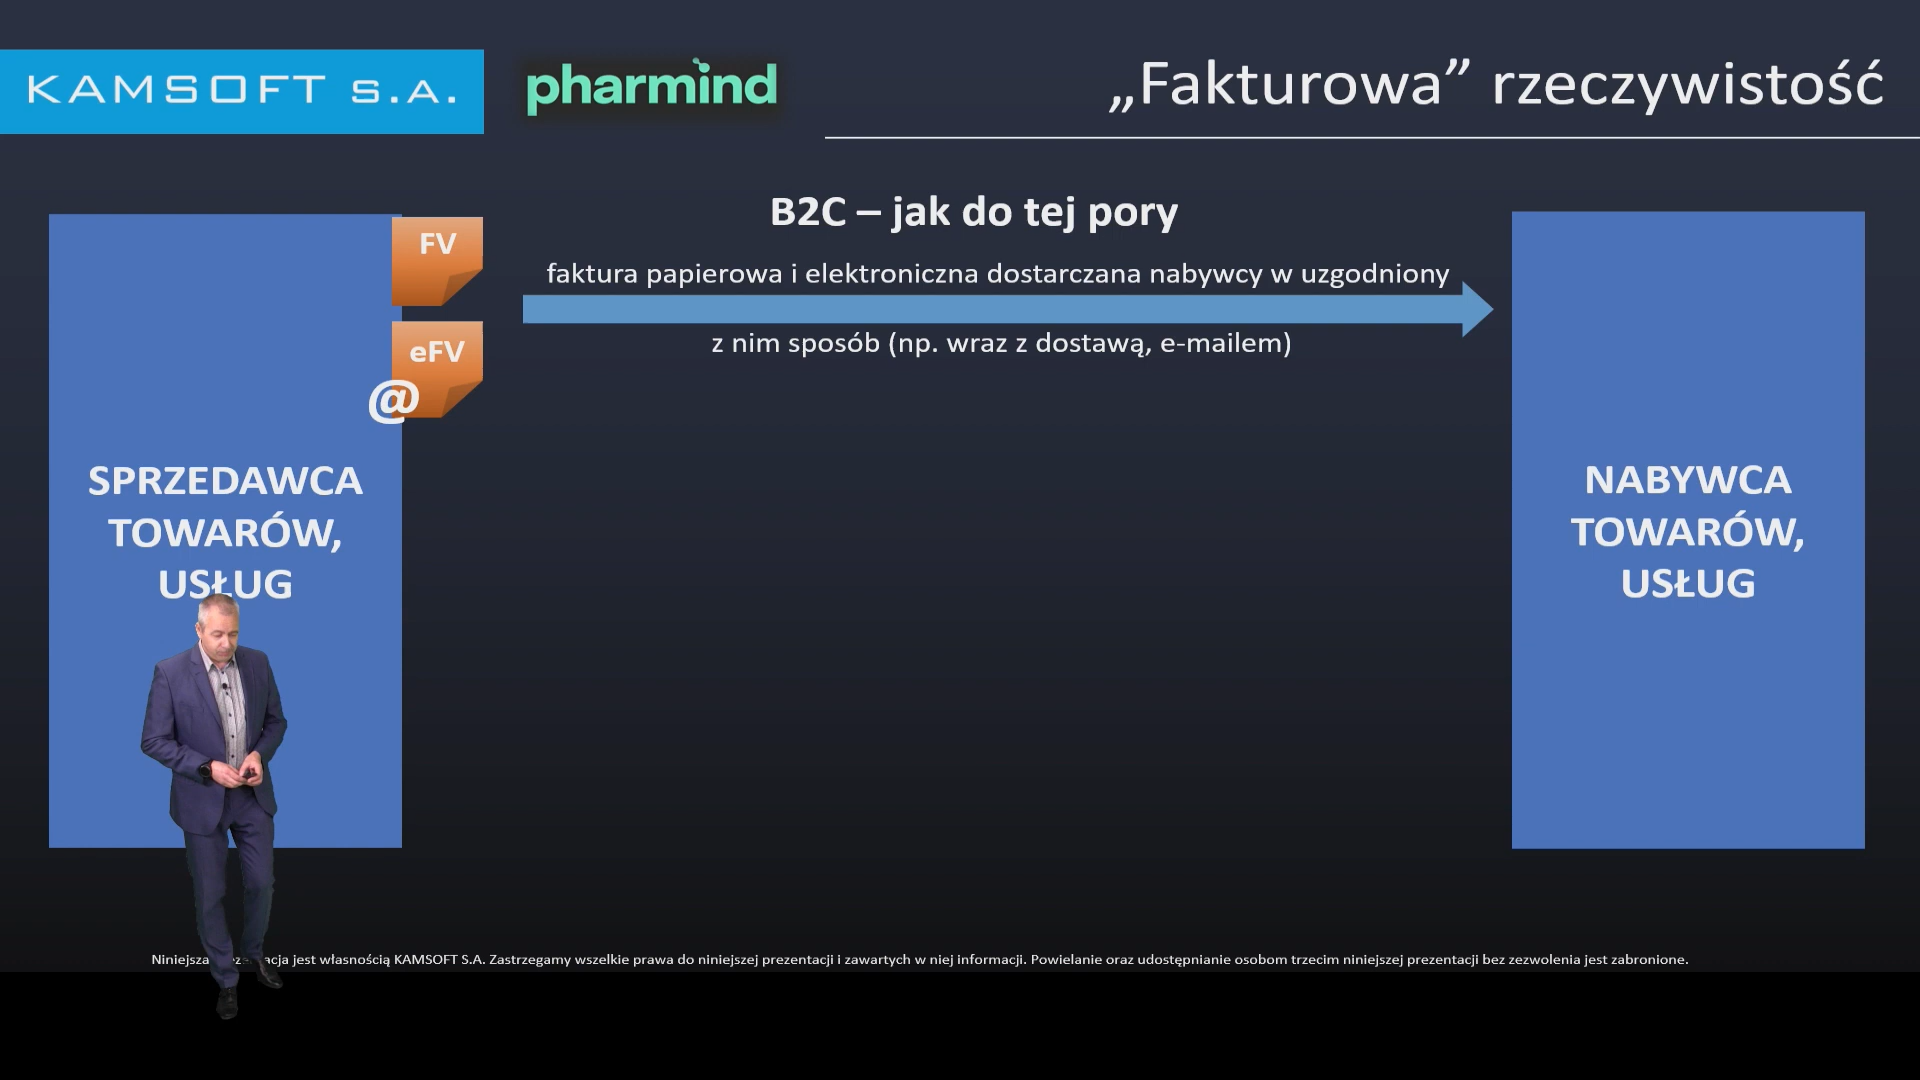 KAMSOFT S.A.
pharmind
„Fakturowa” rzeczywistość
B2C – jak do tej pory
faktura papierowa i elektroniczna dostarczana nabywcy w uzgodniony
z nim sposób (np. wraz z dostawą, e-mailem)
FV
eFV
@
SPRZEDAWCA
TOWARÓW,
USŁUG
NABYWCA
TOWARÓW,
USŁUG
Niniejsza jest własnością KAMSOFT S.A. Zastrzegamy wszelkie prawa do niniejszej prezentacji i zawartych w niej informacji. Powielanie oraz udostępnianie osobom trzecim niniejszej prezentacji bez zezwolenia jest zabronione.